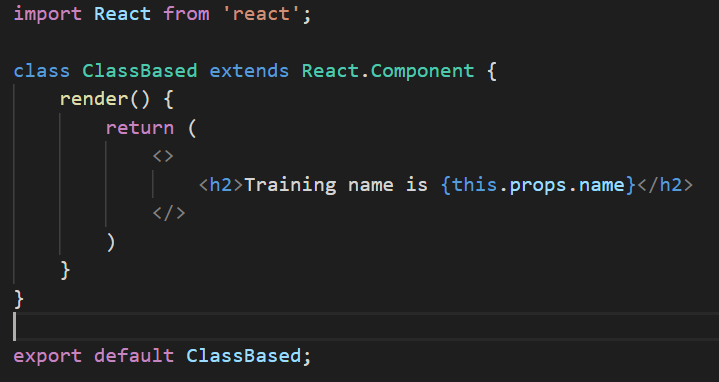 import React from 'react';
class ClassBased extends React.Component {
    render() {
        return (
            <>
                <h2>Training name is {this.props.name}</h2>
            </>
        )
    }
}
export default ClassBased;